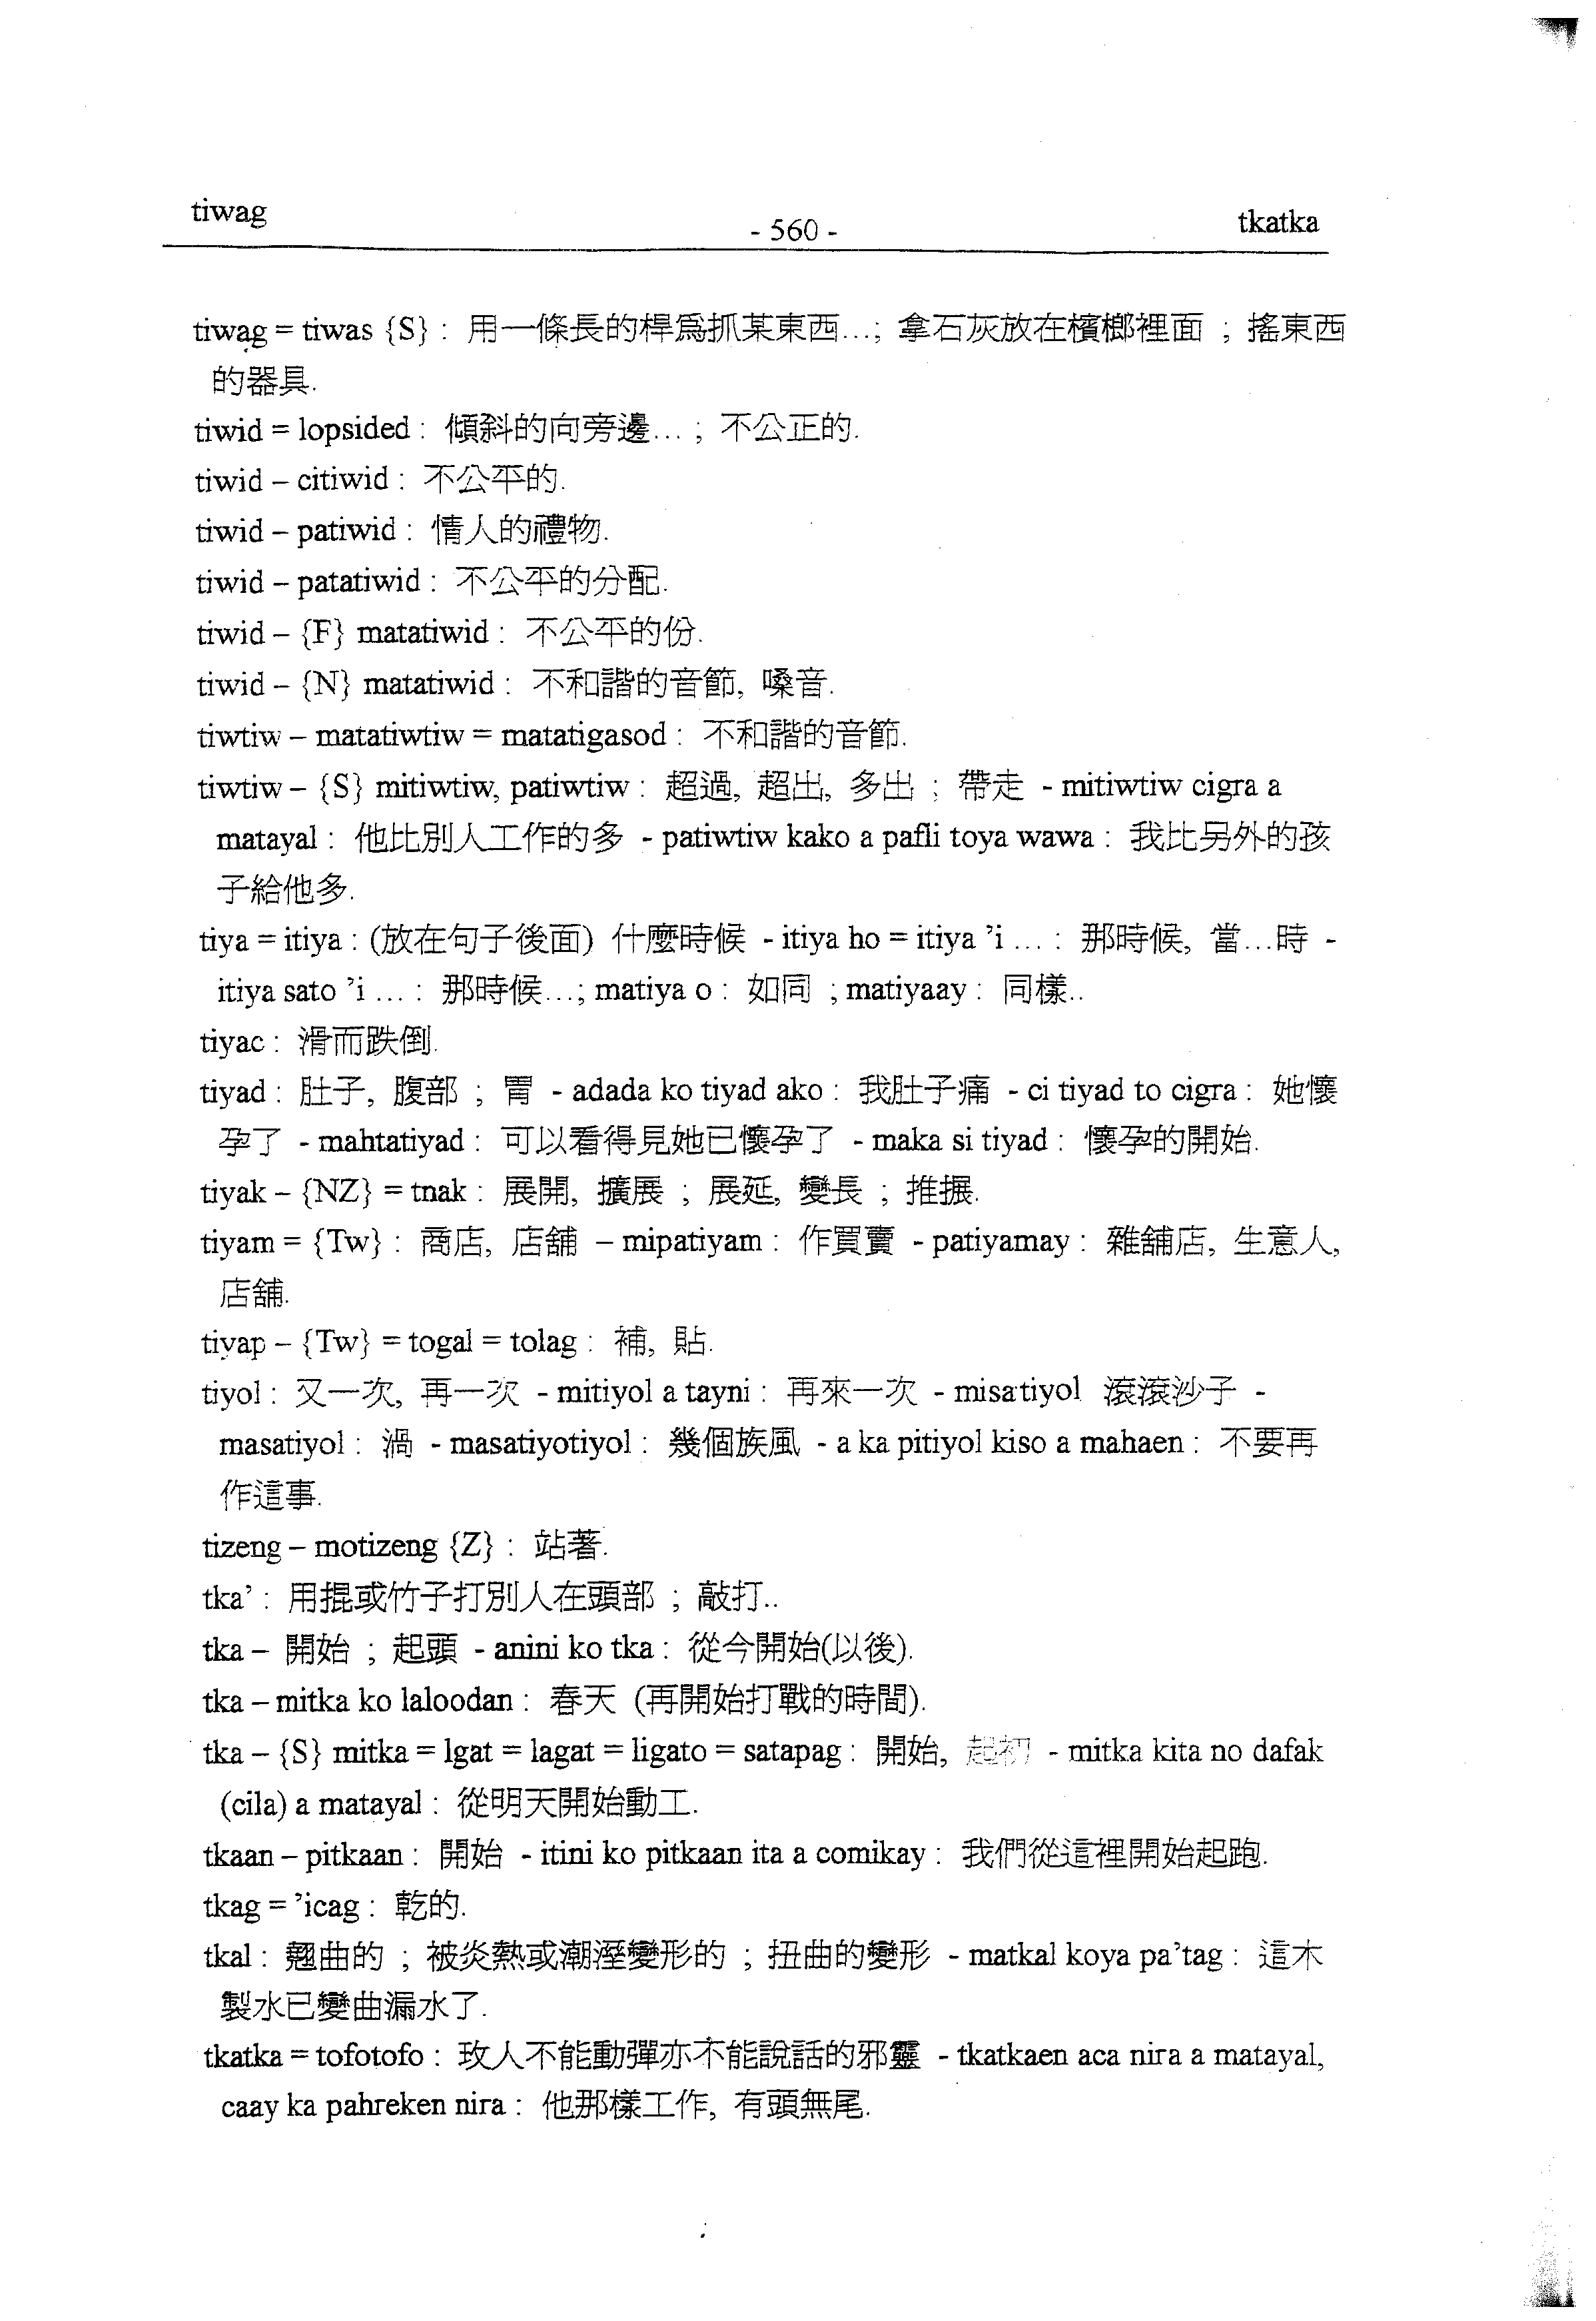 tiwag
- 560 -
tkatka
tiwag = tiwas {S} : 用一條長的桿為抓某東西...; 拿石灰放在檳榔裡面 ; 搖東西
的器具.
tiwid = lopsided : 傾斜的向旁邊... ; 不公正的.
tiwid – citiwid : 不公平的.
tiwid – patiwid : 情人的禮物.
tiwid – patatiwid : 不公平的分配.
tiwid – {F} matatiwid : 不公平的份.
tiwid – {N} matatiwid : 不和諧的音節, 嗓音.
tiwtiw – matatiwtiw = matatigasod : 不和諧的音節.
tiwtiw – {S} mitiwtiw, patiwtiw : 超過, 超出, 多出 ; 帶走 - mitiwtiw cigra a
matayal : 他比別人工作的多 - patiwtiw kako a pafli toya wawa : 我比另外的孩
子給他多.
tiya = itiya : (放在句子後面) 什麼時候 - itiya ho = itiya ’i ... : 那時候, 當...時 -
itiya sato ’i ... : 那時候...; matiya o : 如同 ; matiyaay : 同樣..
tiyac : 滑而跌倒.
tiyad : 肚子, 腹部 ; 胃 - adada ko tiyad ako : 我肚子痛 - ci tiyad to cigra : 她懷
孕了 - mahtatiyad : 可以看得見她已懷孕了 - maka si tiyad : 懷孕的開始.
tiyak – {NZ} = tnak : 展開, 擴展 ; 展延, 變長 ; 推搌.
tiyam = {Tw} : 商店, 店舖 – mipatiyam : 作買賣 - patiyamay : 雜舖店, 生意人,
店舖.
tiyap – {Tw} = togal = tolag : 補, 貼.
tiyol : 又一次, 再一次 - mitiyol a tayni : 再來一次 - misatiyol 滾滾沙子 -
masatiyol : 渦 - masatiyotiyol : 幾個族風 - a ka pitiyol kiso a mahaen : 不要再
作這事.
tizeng – motizeng {Z} : 站著.
tka’ : 用掍或竹子打別人在頭部 ; 敲打..
tka – 開始 ; 起頭 - anini ko tka : 從今開始(以後).
tka – mitka ko laloodan : 春天 (再開始打戰的時間).
tka – {S} mitka = lgat = lagat = ligato = satapag : 開始, 起初 - mitka kita no dafak
(cila) a matayal : 從明天開始動工.
tkaan – pitkaan : 開始 - itini ko pitkaan ita a comikay : 我們從這裡開始起跑.
tkag = ’icag : 乾的.
tkal : 翹曲的 ; 被炎熱或潮溼變形的 ; 扭曲的變形 - matkal koya pa’tag : 這木
製水已變曲漏水了.
tkatka = tofotofo : 玫人不能動彈亦不能說話的邪靈 - tkatkaen aca nira a matayal,
caay ka pahreken nira : 他那樣工作, 有頭無尾.